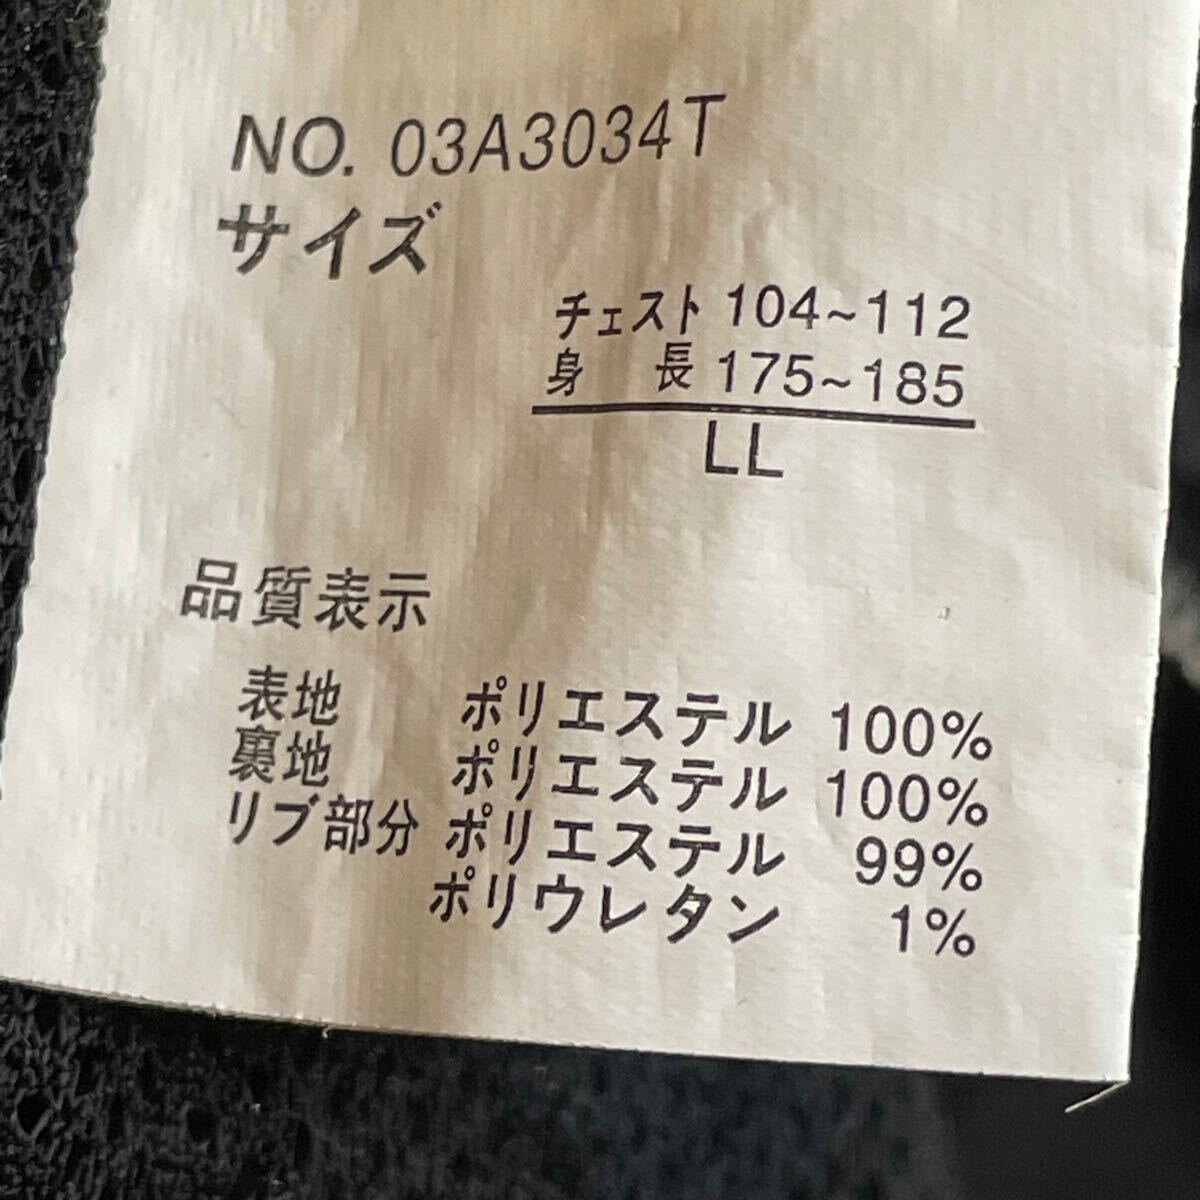 NO. 03A3034T
サイズ
チェスト 104~112
身 長 175~185
LL
品質表示
表地 ポリエステル 100%
裏地 ポリエステル 100%
リブ部分 ポリエステル 99%
ポリウレタン 1%